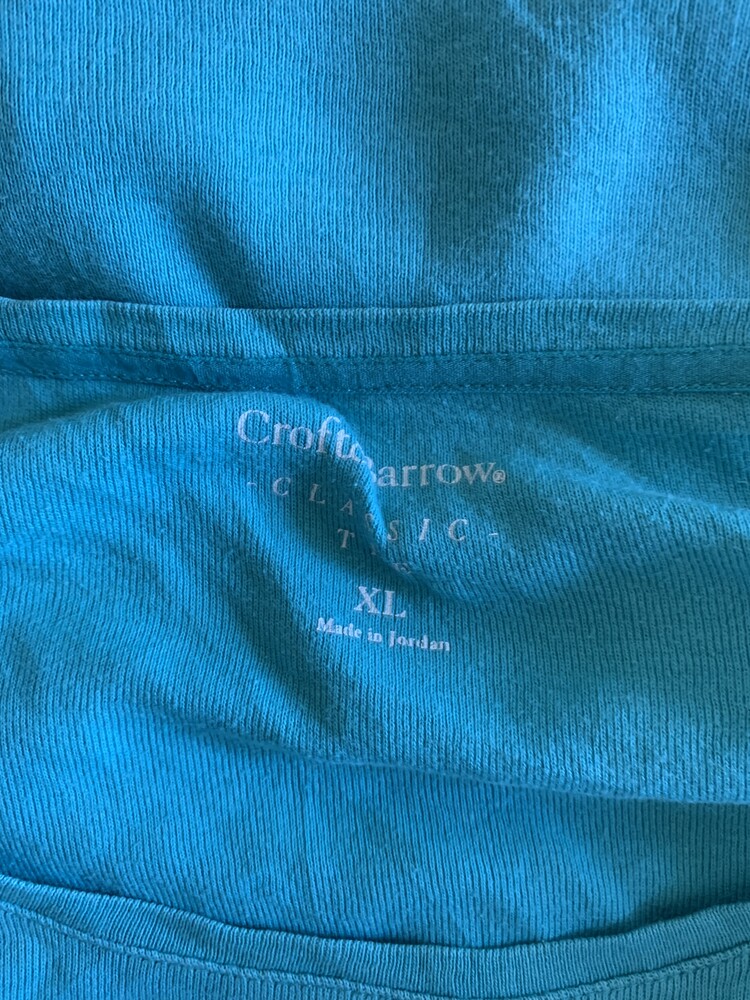 Croft Barrow®
- CLASSIC -
XL
Made in Jordan